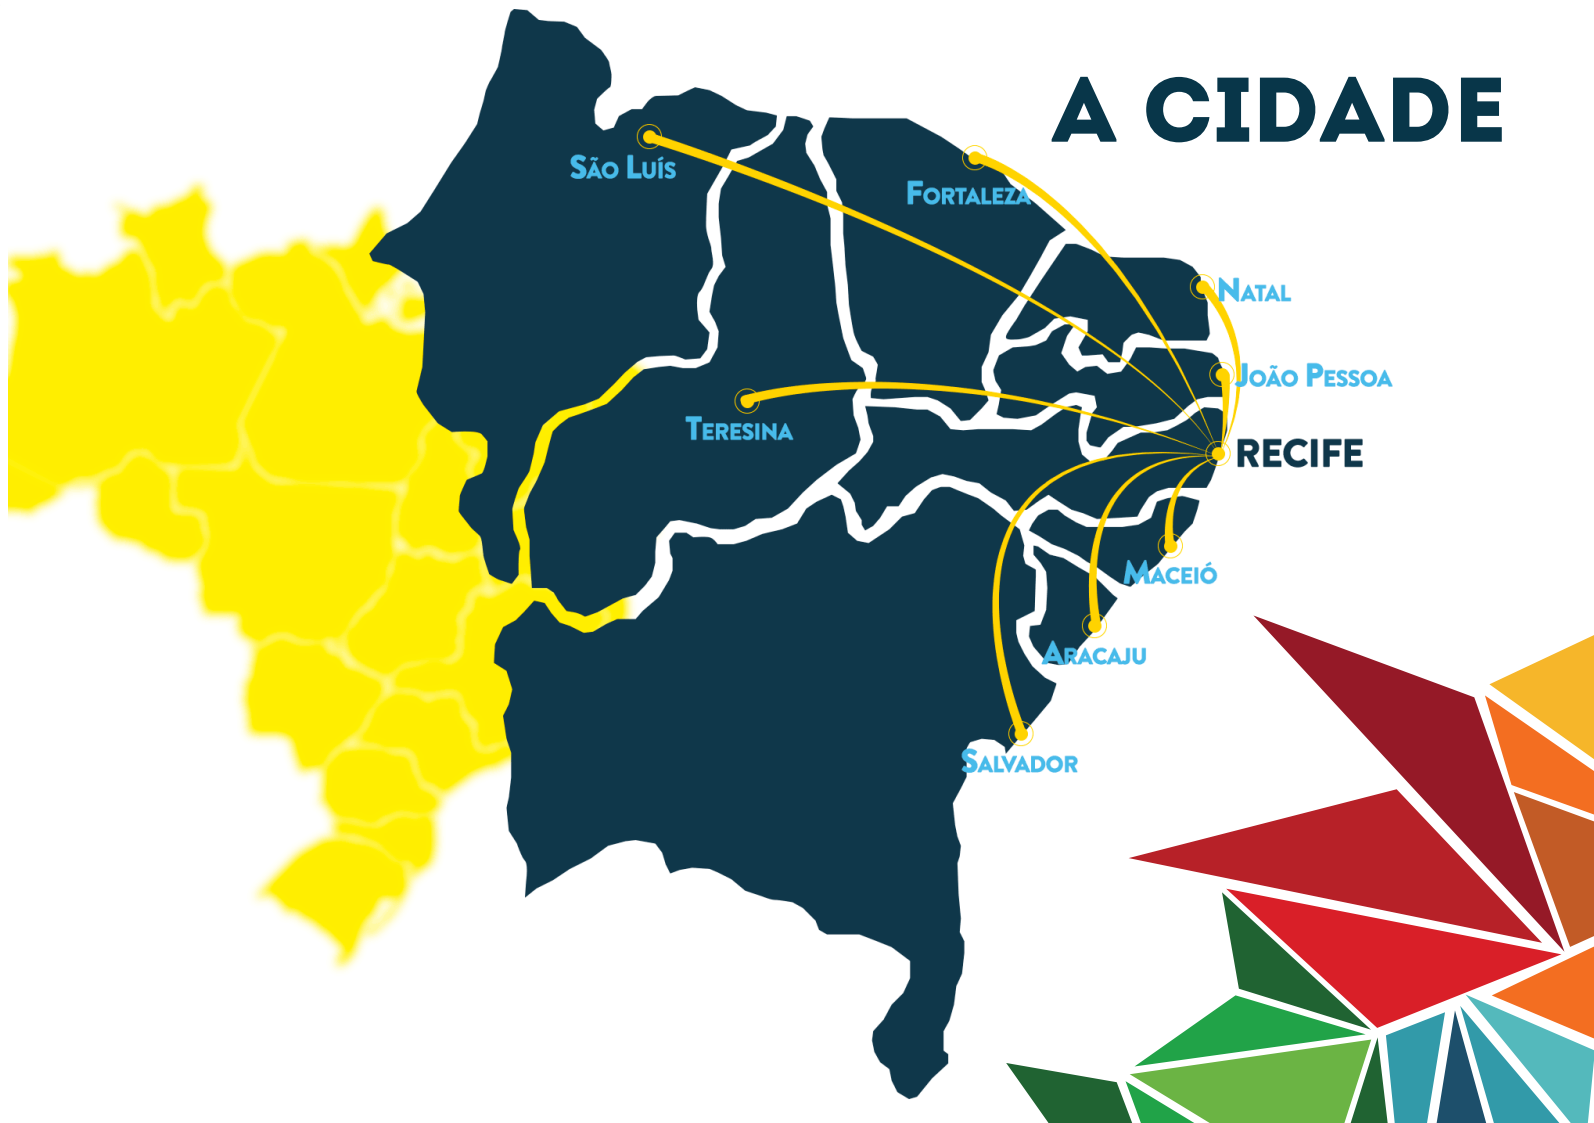 A CIDADE
SÃO LUÍS
FORTALEZA
NATAL
JOÃO PESSOA
TERESINA
RECIFE
MACEIÓ
ARACAJU
SALVADOR